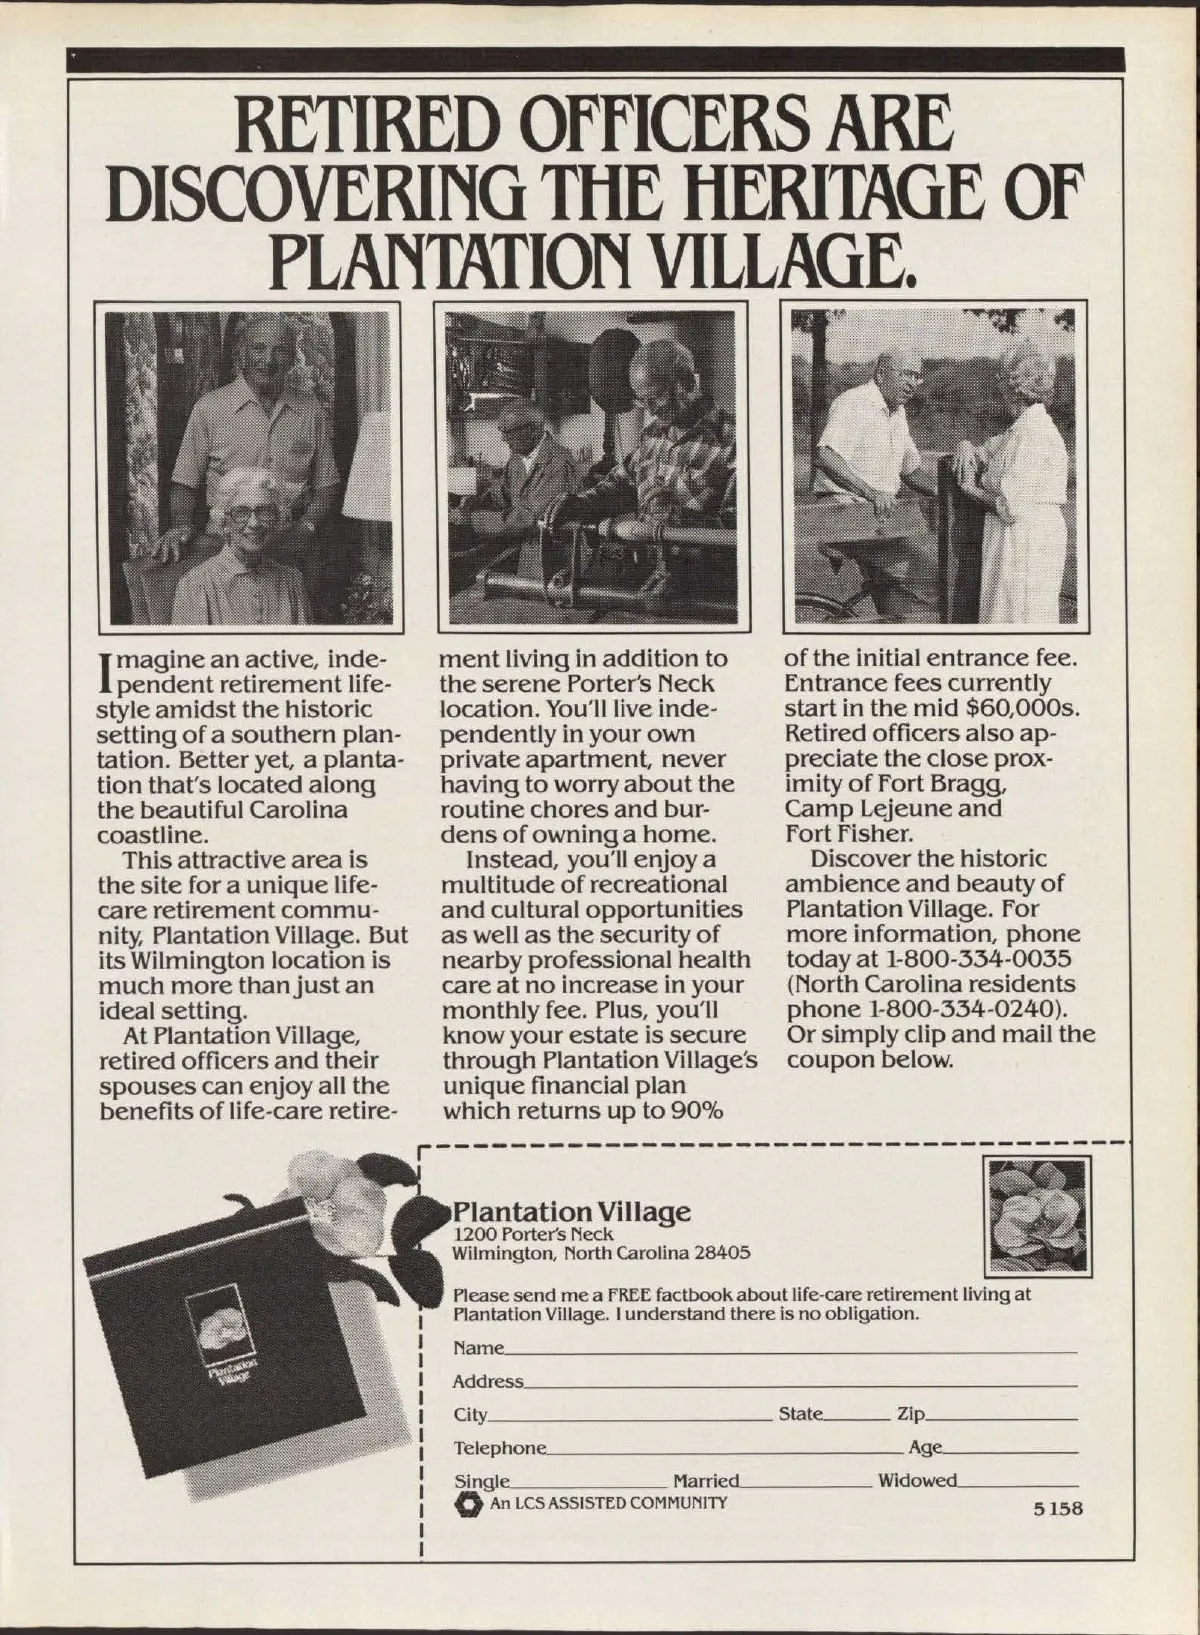 RETIRED OFFICERS ARE
DISCOVERING THE HERITAGE OF
PLANTATION VILLAGE.
Imagine an active, inde-
pendent retirement life-
style amidst the historic
setting of a southern plan-
tation. Better yet, a planta-
tion that's located along
the beautiful Carolina
coastline.
This attractive area is
the site for a unique life-
care retirement commu-
nity, Plantation Village. But
its Wilmington location is
much more than just an
ideal setting.
At Plantation Village,
retired officers and their
spouses can enjoy all the
benefits of life-care retire-
ment living in addition to
the serene Porter's Neck
location. You'll live inde-
pendently in your own
private apartment, never
having to worry about the
routine chores and bur-
dens of owning a home.
Instead, you'll enjoy a
multitude of recreational
and cultural opportunities
as well as the security of
nearby professional health
care at no increase in your
monthly fee. Plus, you'll
know your estate is secure
through Plantation Village's
unique financial plan
which returns up to 90%
of the initial entrance fee.
Entrance fees currently
start in the mid $60,000s.
Retired officers also ap-
preciate the close prox-
imity of Fort Bragg,
Camp Lejeune and
Fort Fisher.
Discover the historic
ambience and beauty of
Plantation Village. For
more information, phone
today at 1-800-334-0035
(North Carolina residents
phone 1-800-334-0240).
Or simply clip and mail the
coupon below.
Plantation
Village
Plantation Village
1200 Porter's Neck
Wilmington, North Carolina 28405
Please send me a FREE factbook about life-care retirement living at
Plantation Village. I understand there is no obligation.
Name
Address
City State Zip
Telephone Age
Single Married Widowed
An LCS ASSISTED COMMUNITY
5158